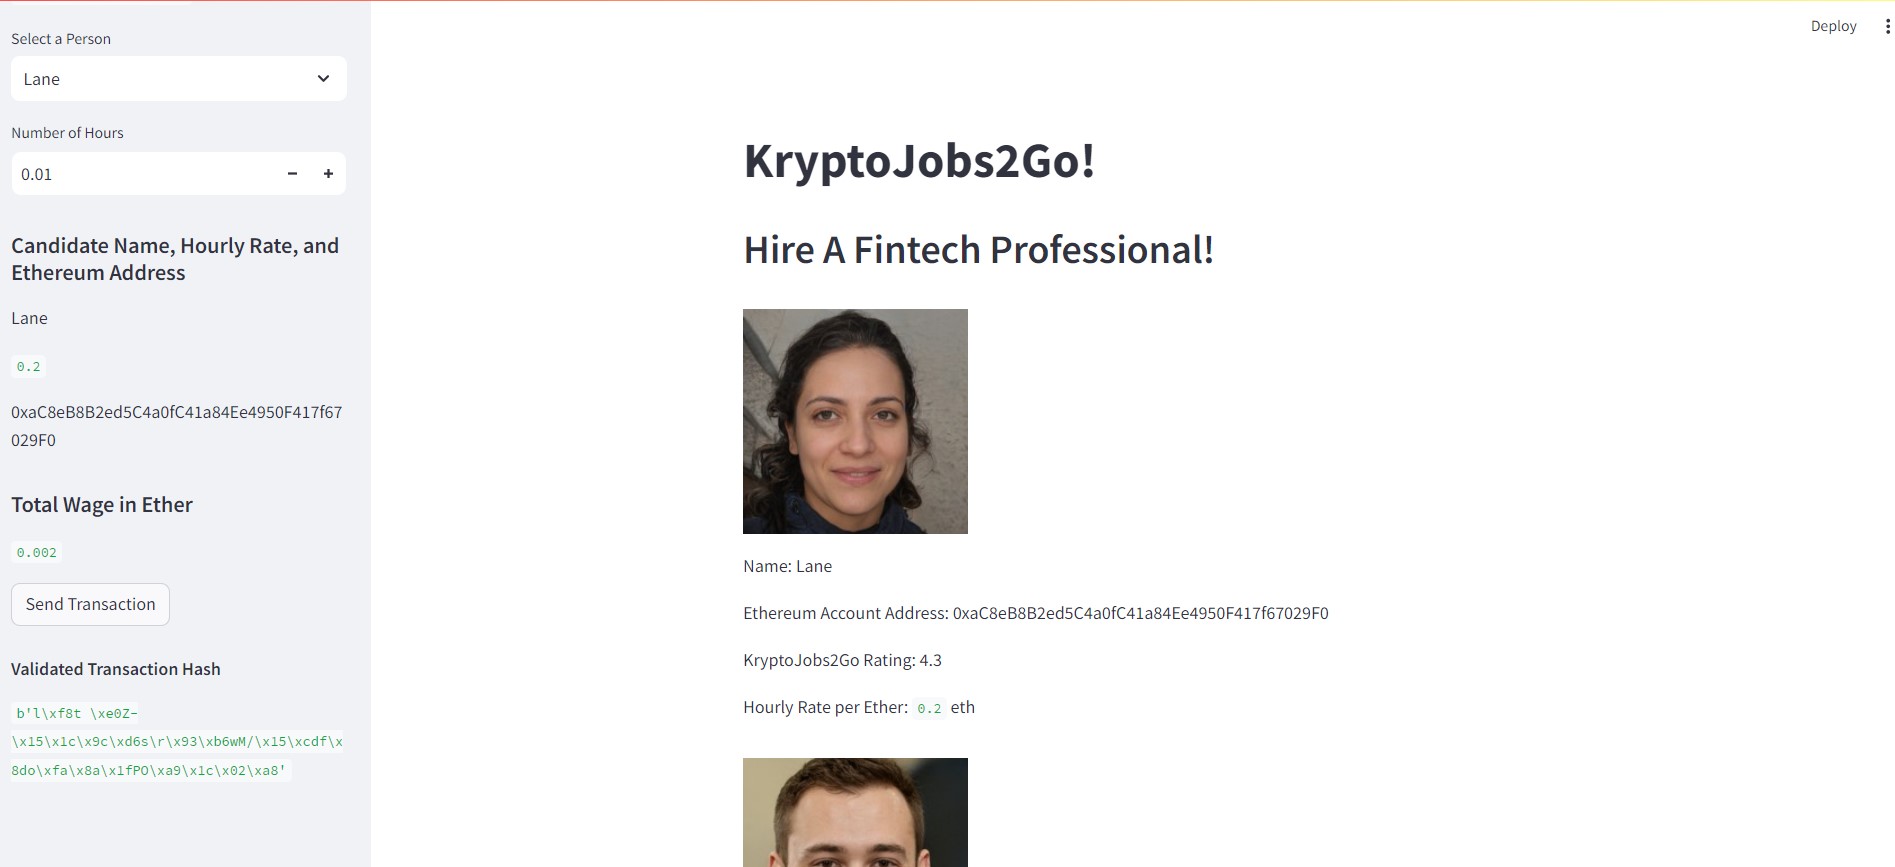 Select a Person
Lane
Number of Hours
0.01
Candidate Name, Hourly Rate, and
Ethereum Address
Lane
0.2
0xaC8eB8B2ed5C4a0fC41a84Ee4950F417f67
029F0
Total Wage in Ether
0.002
Send Transaction
Validated Transaction Hash
b'l\xf8t \xe0Z-
\x15\x1c\x9c\xd6s\r\x93\xb6wM/\x15\xcdf\x
8do\xfa\x8a\x1fPO\xa9\x1c\x02\xa8'
Deploy
KryptoJobs2Go!
Hire A Fintech Professional!
Name: Lane
Ethereum Account Address: 0xaC8eB8B2ed5C4a0fC41a84Ee4950F417f67029F0
KryptoJobs2Go Rating: 4.3
Hourly Rate per Ether: 0.2 eth